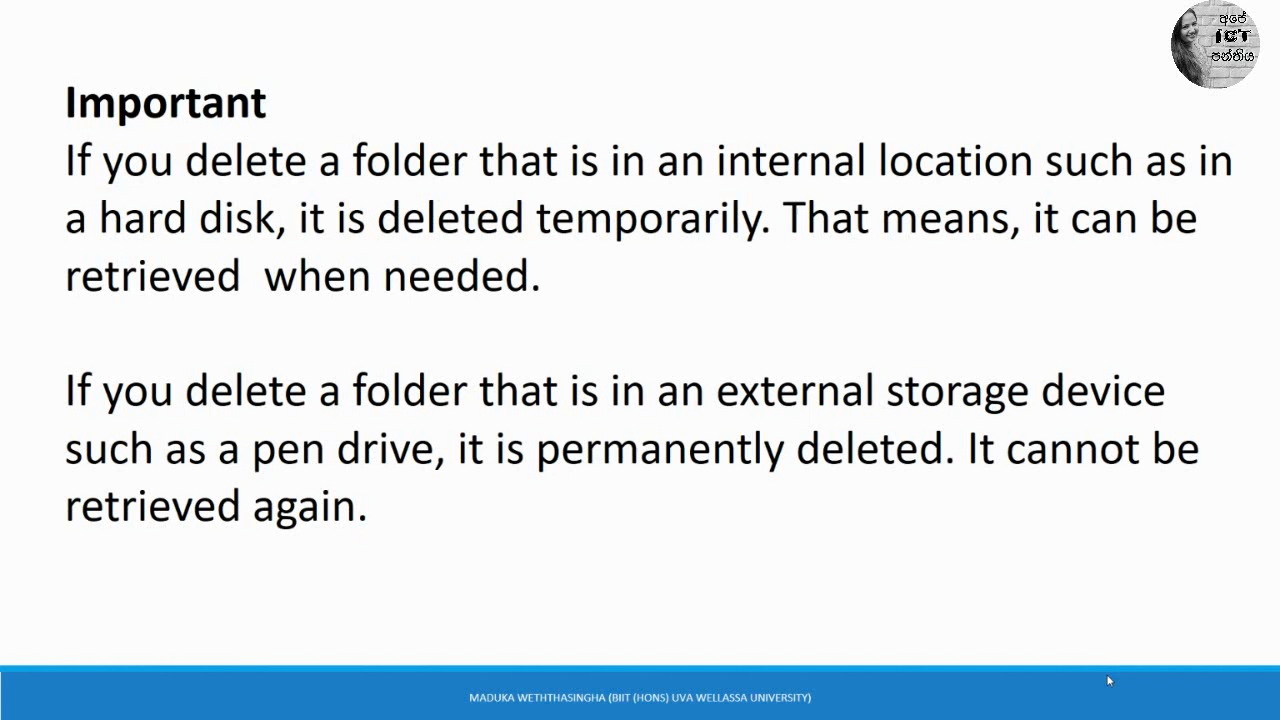 අපේ
ICT
පන්තිය
Important
If you delete a folder that is in an internal location such as in
a hard disk, it is deleted temporarily. That means, it can be
retrieved  when needed.
If you delete a folder that is in an external storage device
such as a pen drive, it is permanently deleted. It cannot be
retrieved again.
MADUKA WETHTHASINGHA (BIIT (HONS) UVA WELLASSA UNIVERSITY)